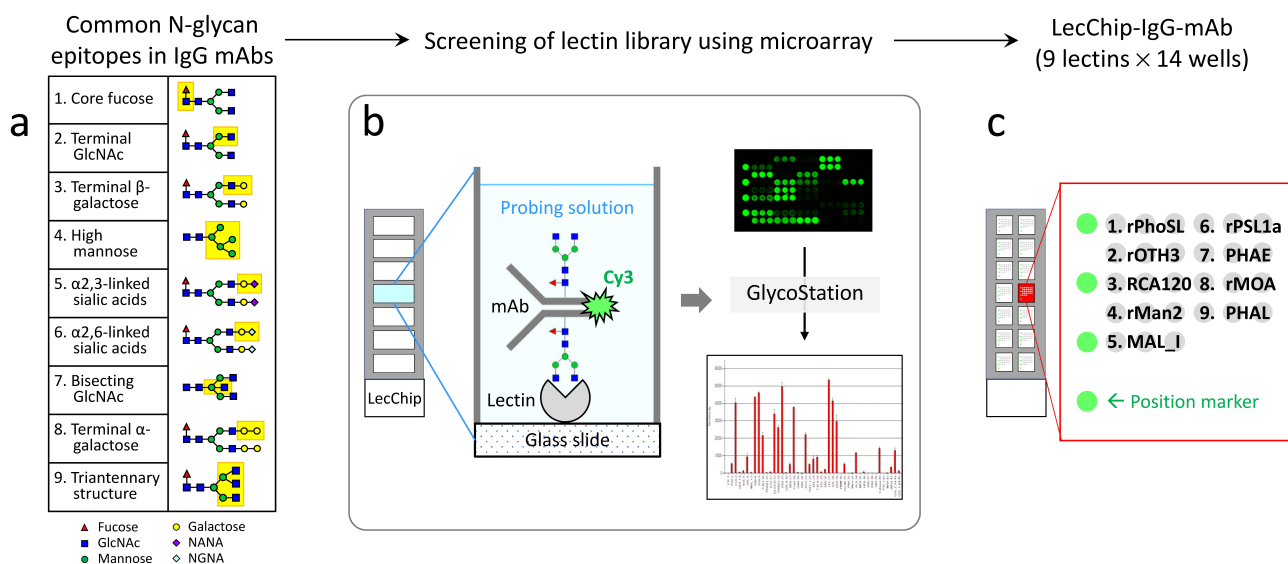 Common N-glycan
epitopes in IgG mAbs
Screening of lectin library using microarray
LecChip-IgG-mAb
(9 lectins × 14 wells)
a
1. Core fucose
2. Terminal
GlcNAc
3. Terminal β-
galactose
4. High
mannose
5. α2,3-linked
sialic acids
6. α2,6-linked
sialic acids
7. Bisecting
GlcNAc
8. Terminal α-
galactose
9. Triantennary
structure
Fucose
Galactose
GlcNAc
NANA
Mannose
NGNA
b
LecChip
Probing solution
Cy3
mAb
Lectin
Glass slide
GlycoStation
c
1. rPhoSL 6. rPSL1a
2. rOTH3 7. PHAE
3. RCA120 8. rMOA
4. rMan2 9. PHAL
5. MAL_I
← Position marker